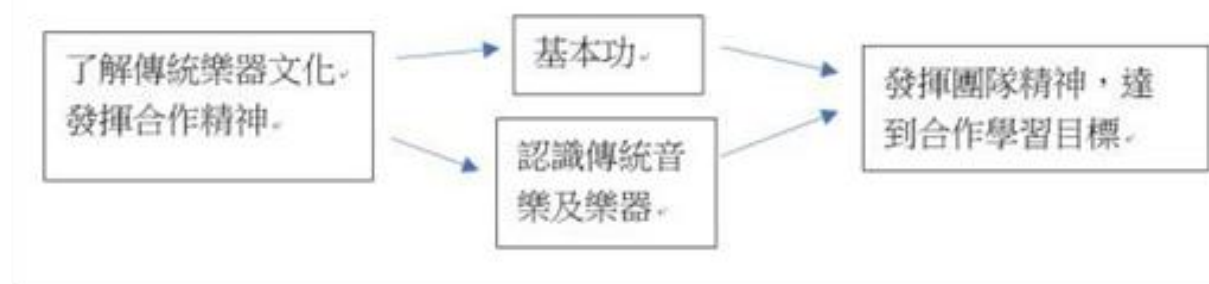 了解傳統樂器文化
發揮合作精神
基本功
認識傳統音
樂及樂器
發揮團隊精神，達
到合作學習目標